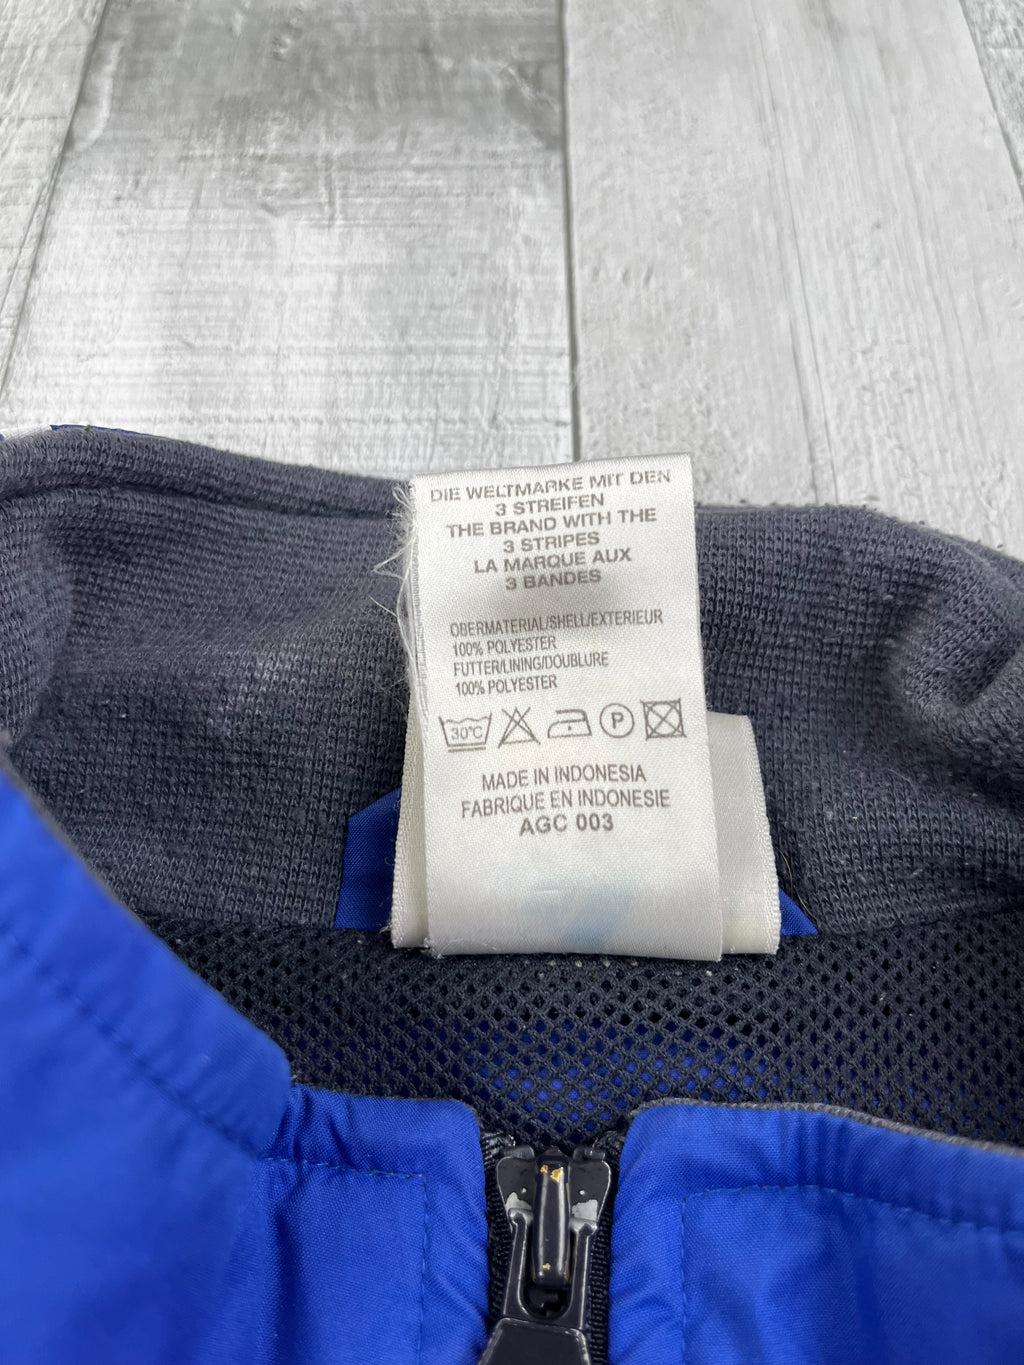 DIE WELTMARKE MIT DEN
3 STREIFEN
THE BRAND WITH THE
3 STRIPES
LA MARQUE AUX
3 BANDES
OBERMATERIAL/SHELL/EXTERIEUR
100% POLYESTER
FUTTER/LINING/DOUBLURE
100% POLYESTER
30°C P
MADE IN INDONESIA
FABRIQUE EN INDONESIE
AGC 003